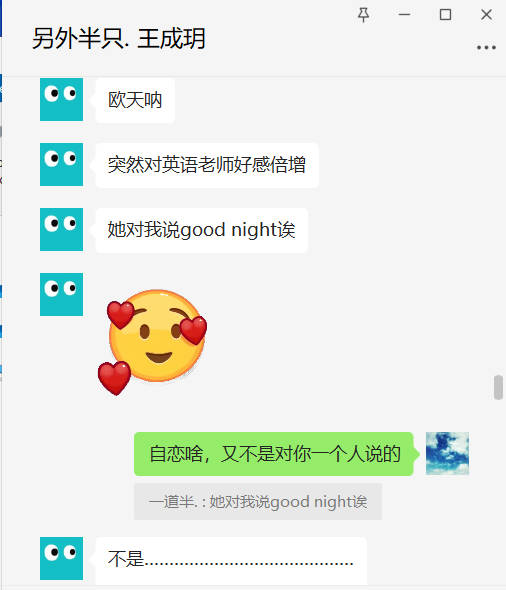 另外半只. 王成玥
欧天呐
突然对英语老师好感倍增
她对我说good night诶
自恋啥，又不是对你一个人说的
一道半. : 她对我说good night诶
不是..........................................